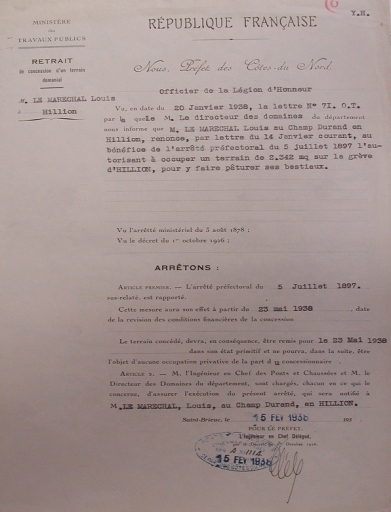 Y.H.
MINISTÈRE
DES
TRAVAUX PUBLICS
RÉPUBLIQUE FRANÇAISE
RETRAIT
de concession d'un terrain
domanial
Nous, Préfet des Côtes-du-Nord
Officier de la Légion d'Honneur
M. LE MARECHAL Louis
à Hillion
Vu, en date du 20 Janvier 1938, la lettre N° 71. O.T.
par laquelle M. Le directeur des domaines du département
nous informe que M. LE MARECHAL Louis au Champ Durand en
Hillion, renonce, par lettre du 14 Janvier courant, au
bénéfice de l'arrêté préfectoral du 5 juillet 1897 l'au-
torisant à occuper un terrain de 2.342 mq sur la grève
d'HILLION, pour y faire pâturer ses bestiaux.
Vu l'arrêté ministériel du 3 août 1878 ;
Vu le décret du 1er octobre 1926 ;
ARRÊTONS :
ARTICLE PREMIER. — L'arrêté préfectoral du 5 Juillet 1897.
sus-relaté, est rapporté.
Cette mesure aura son effet à partir du 23 mai 1938 , date
de la revision des conditions financières de la concession
Le terrain concédé, devra, en conséquence, être remis pour le 23 Mai 1938
dans son état primitif et ne pourra, dans la suite, être
l'objet d'aucune occupation privative de la part du concessionnaire .
ARTICLE 2. — M. l'Ingénieur en Chef des Ponts et Chaussées et M. le
Directeur des Domaines du département, sont chargés, chacun en ce qui le
concerne, d'assurer l'exécution du présent arrêté, qui sera notifié à
M. LE MARECHAL, Louis, au Champ Durand, en HILLION.
Saint-Brieuc, le 15 FEV 1938 193
POUR LE PRÉFET,
L'Ingénieur en Chef Délégué,
15 FEV 1938